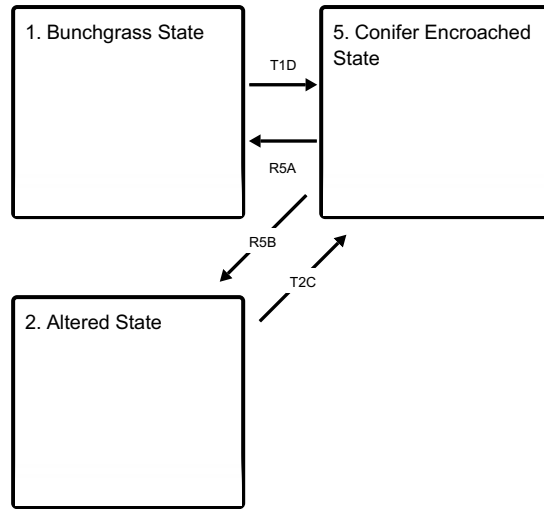 1. Bunchgrass State
5. Conifer Encroached
State
T1D
R5A
R5B
T2C
2. Altered State